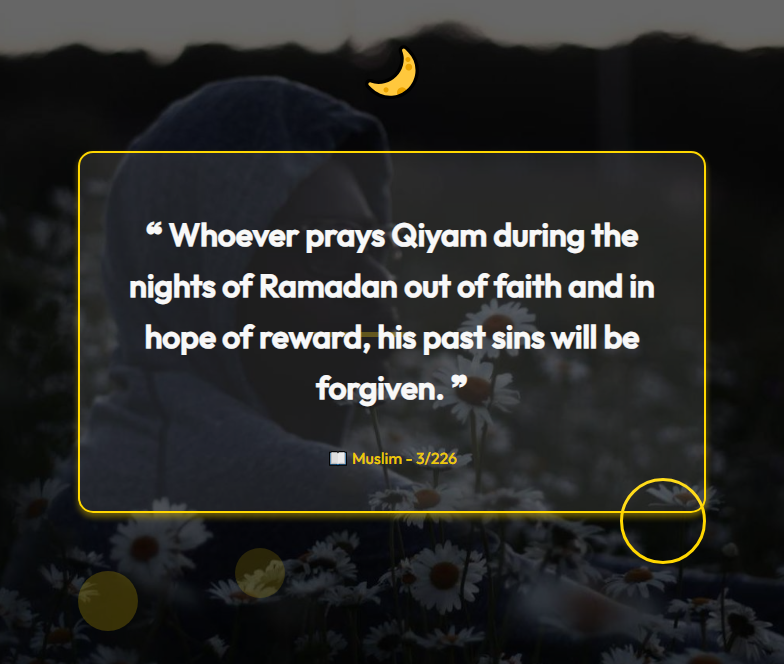 ❝ Whoever prays Qiyam during the
nights of Ramadan out of faith and in
hope of reward, his past sins will be
forgiven. ❞
📖 Muslim - 3/226